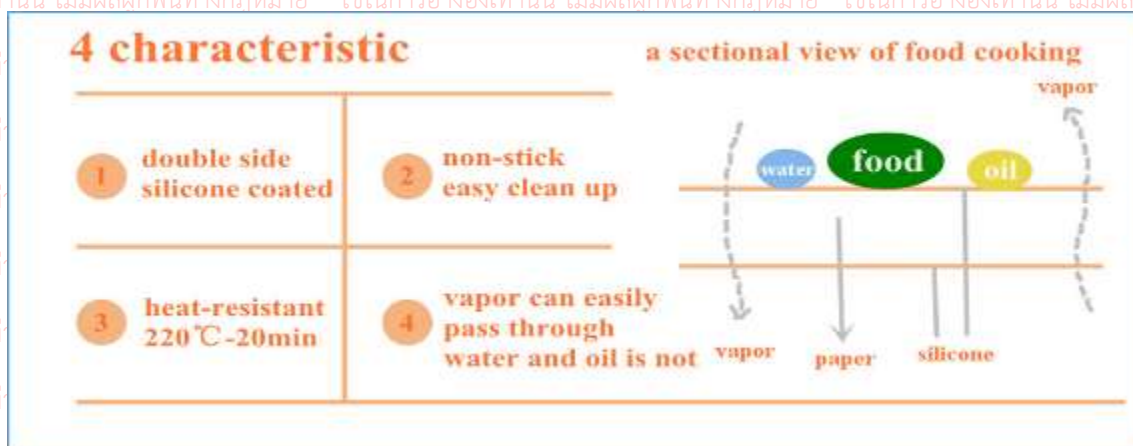 4 characteristic
a sectional view of food cooking
1
double side
silicone coated
2
non-stick
easy clean up
3
heat-resistant
220℃-20min
4
vapor can easily
pass through
water and oil is not
vapor
water
food
oil
vapor
paper
silicone